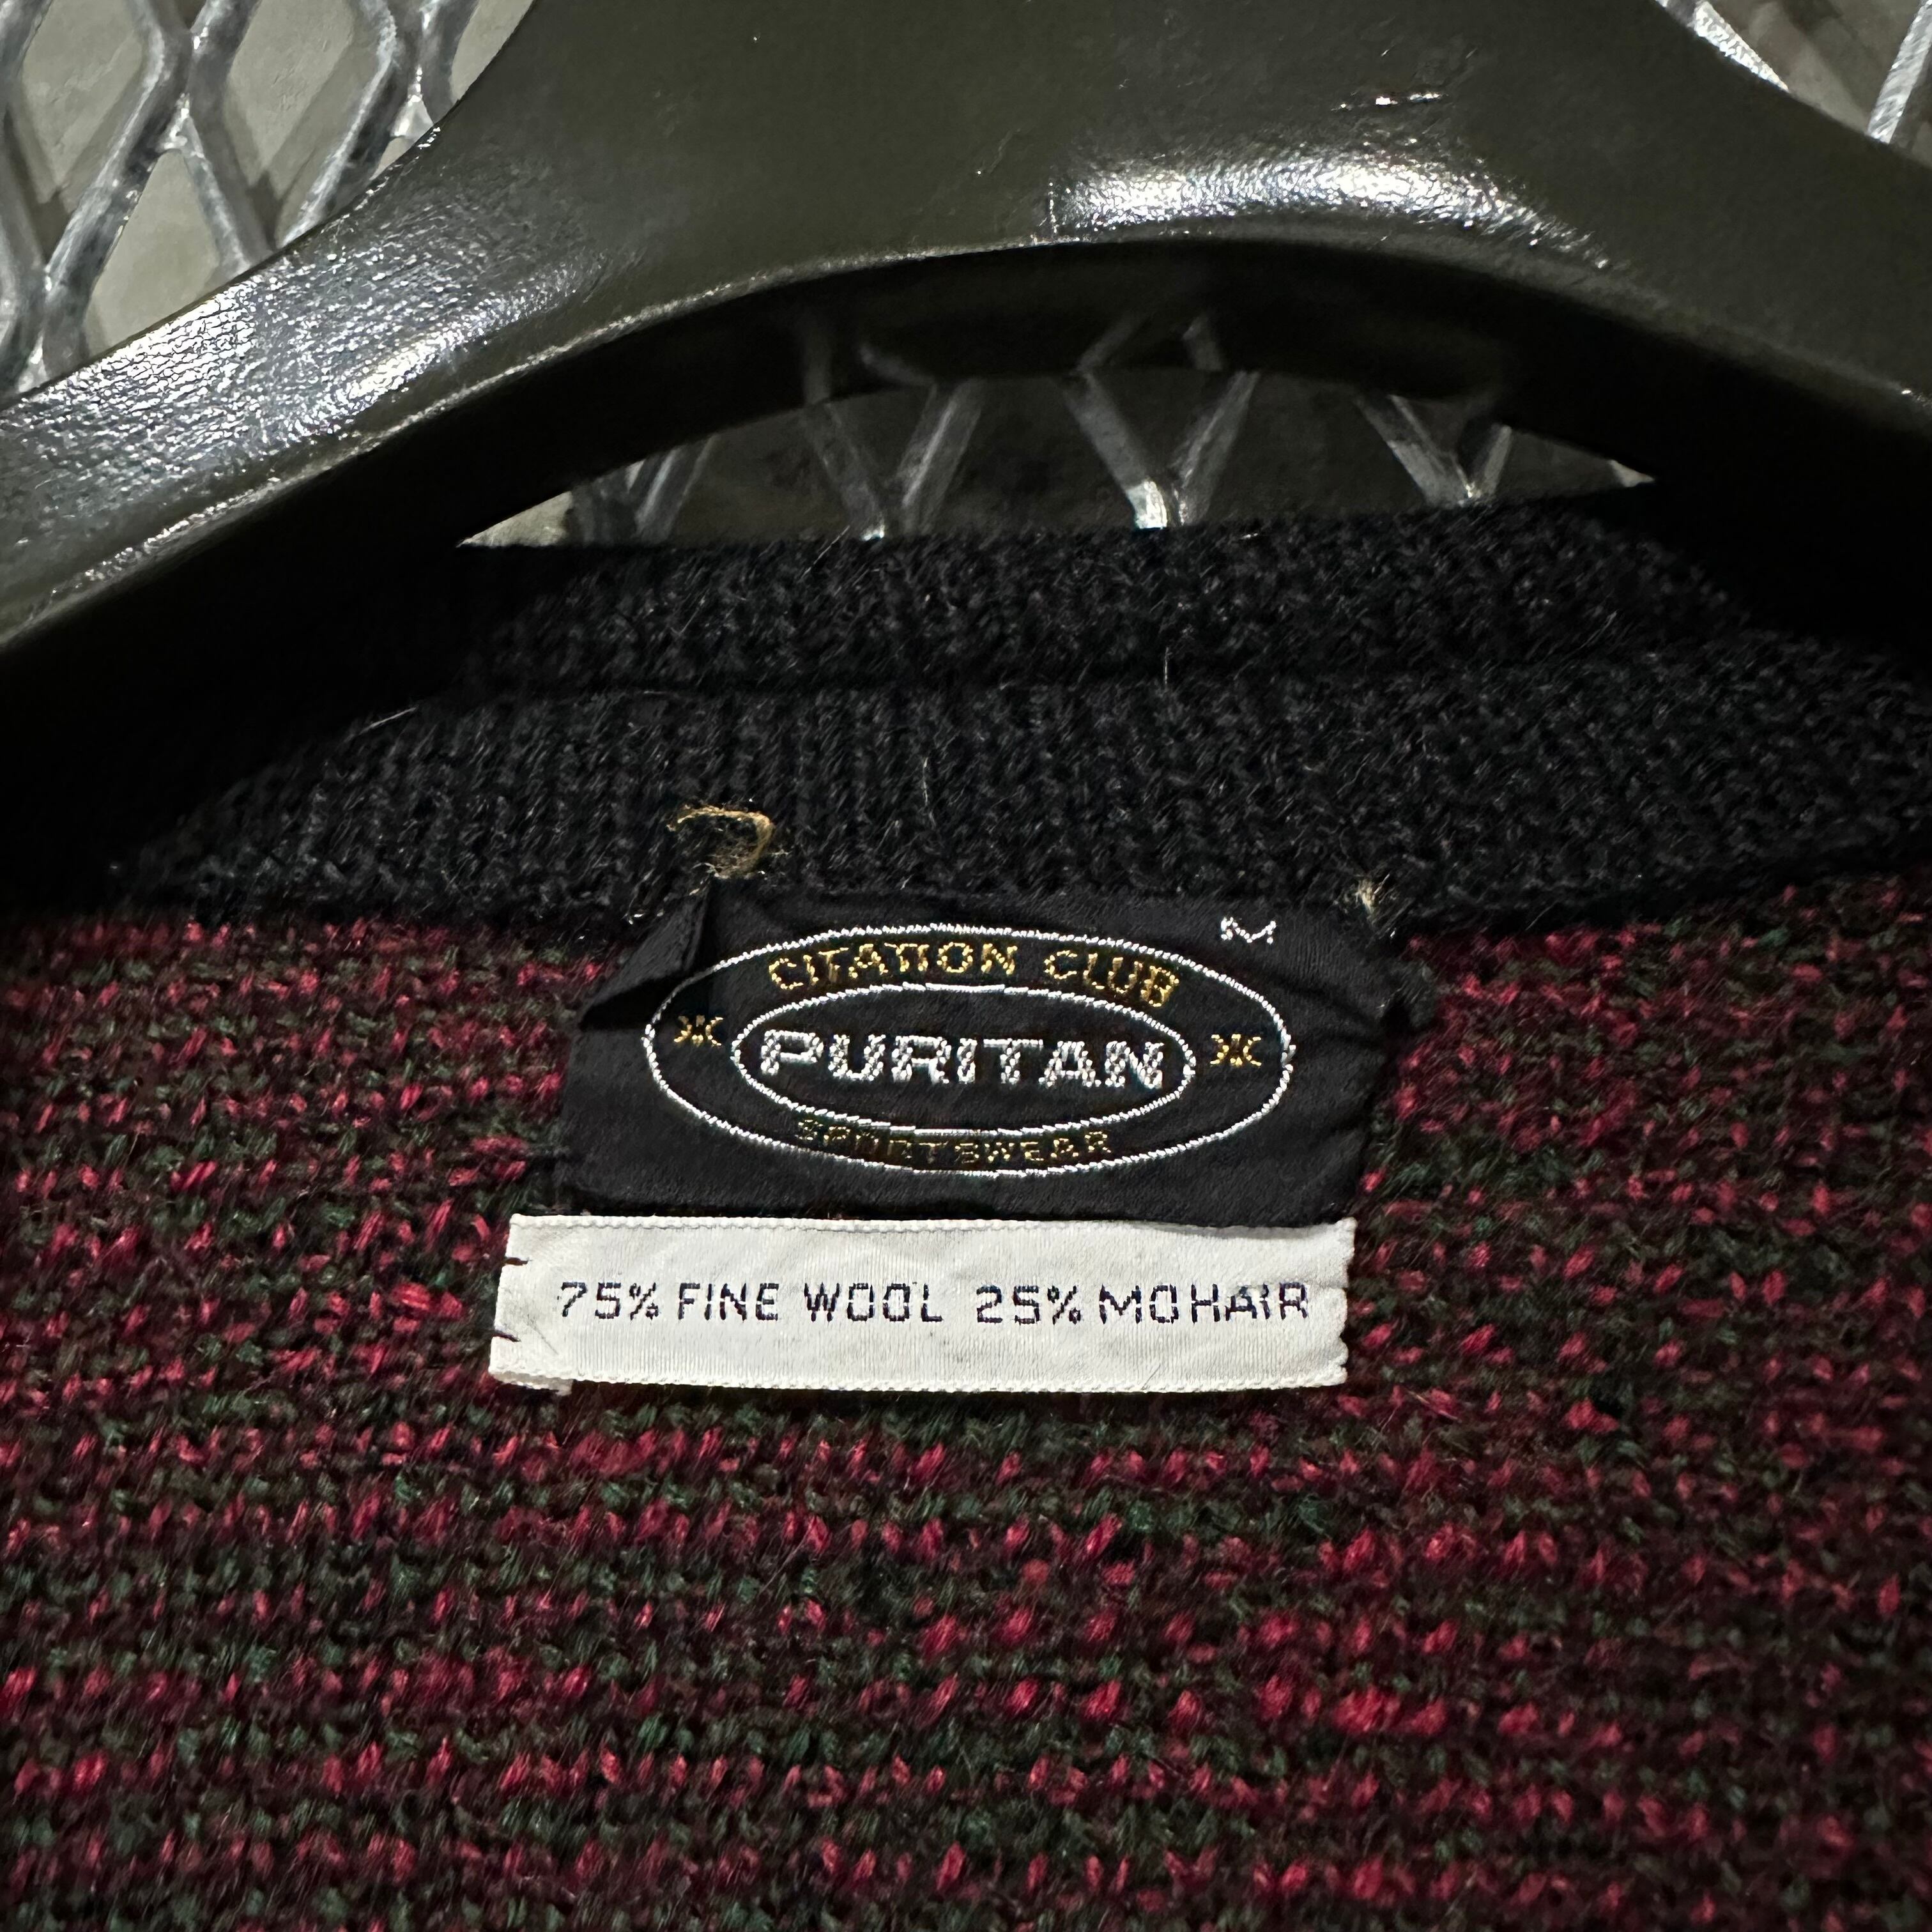 M
CITATION CLUB
PURITAN
SPORTSWEAR
75% FINE WOOL 25% MOHAIR